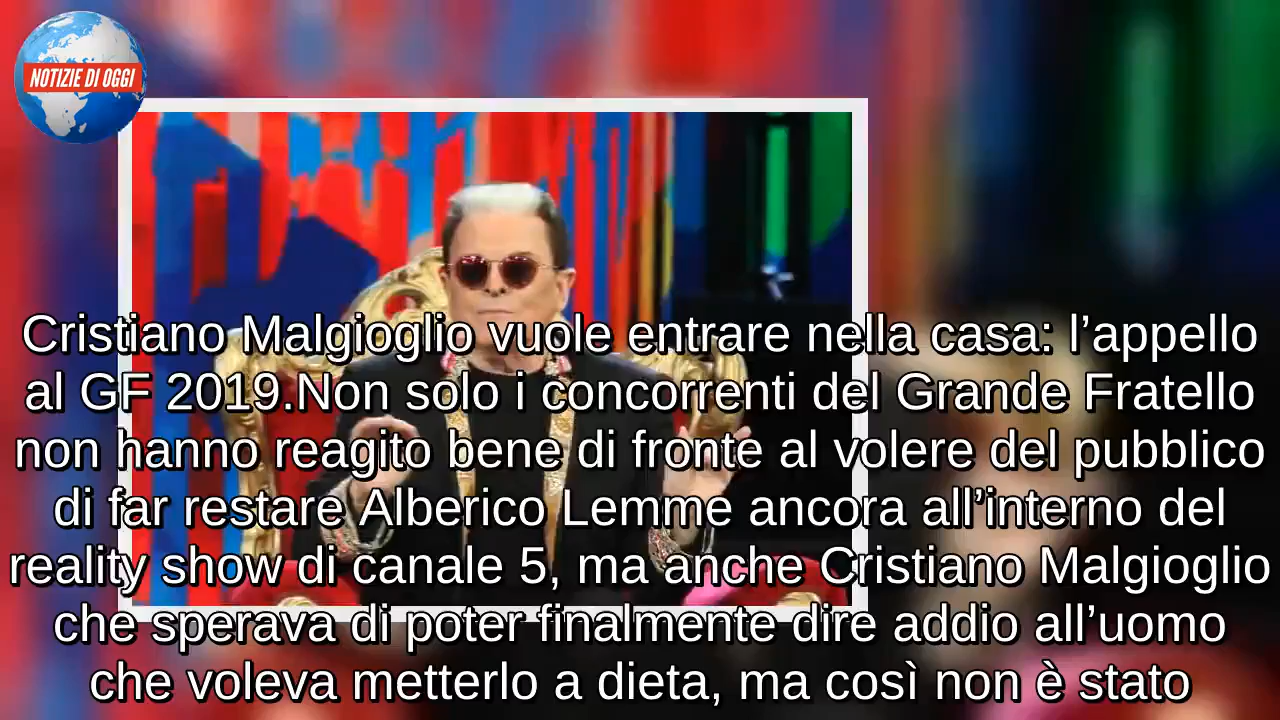 NOTIZIE DI OGGI
Cristiano Malgioglio vuole entrare nella casa: l’appello
al GF 2019.Non solo i concorrenti del Grande Fratello
non hanno reagito bene di fronte al volere del pubblico
di far restare Alberico Lemme ancora all’interno del
reality show di canale 5, ma anche Cristiano Malgioglio
che sperava di poter finalmente dire addio all’uomo
che voleva metterlo a dieta, ma così non è stato